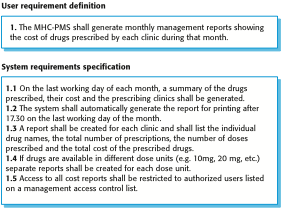 User requirement definition
1. The MHC-PMS shall generate monthly management reports showing
the cost of drugs prescribed by each clinic during that month.
System requirements specification
1.1 On the last working day of each month, a summary of the drugs
prescribed, their cost and the prescribing clinics shall be generated.
1.2 The system shall automatically generate the report for printing after
17.30 on the last working day of the month.
1.3 A report shall be created for each clinic and shall list the individual
drug names, the total number of prescriptions, the number of doses
prescribed and the total cost of the prescribed drugs.
1.4 If drugs are available in different dose units (e.g. 10mg, 20 mg, etc.)
separate reports shall be created for each dose unit.
1.5 Access to all cost reports shall be restricted to authorized users listed
on a management access control list.